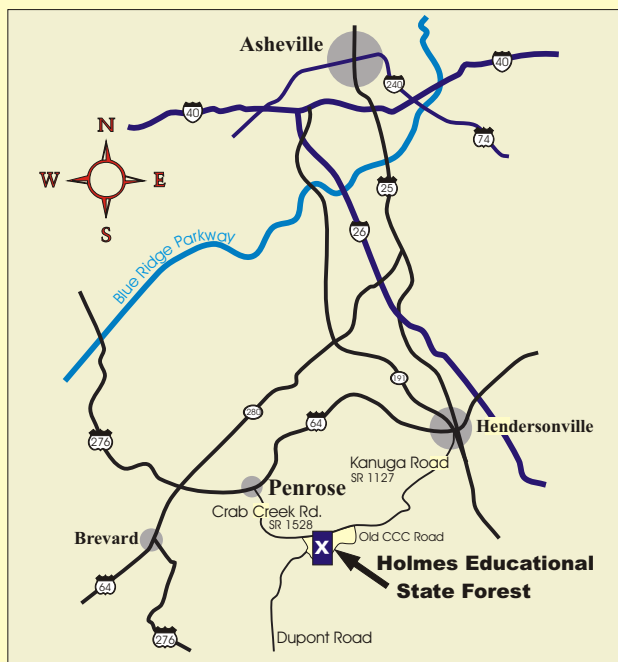 Asheville
40
240
40
74
N
W
E
S
25
26
Blue Ridge Parkway
191
280
64
276
Hendersonville
Kanuga Road
SR 1127
Penrose
Crab Creek Rd.
SR 1528
Old CCC Road
Brevard
X
Holmes Educational
State Forest
64
276
Dupont Road